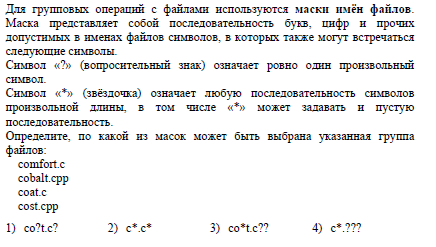 Для групповых операций с файлами используются маски имён файлов.
Маска представляет собой последовательность букв, цифр и прочих
допустимых в именах файлов символов, в которых также могут встречаться
следующие символы.
Символ «?» (вопросительный знак) означает ровно один произвольный
символ.
Символ «*» (звёздочка) означает любую последовательность символов
произвольной длины, в том числе «*» может задавать и пустую
последовательность.
Определите, по какой из масок может быть выбрана указанная группа
файлов:
comfort.c
cobalt.cpp
coat.c
cost.cpp
1) co?t.c? 2) c*.c* 3) co*t.c?? 4) c*.???